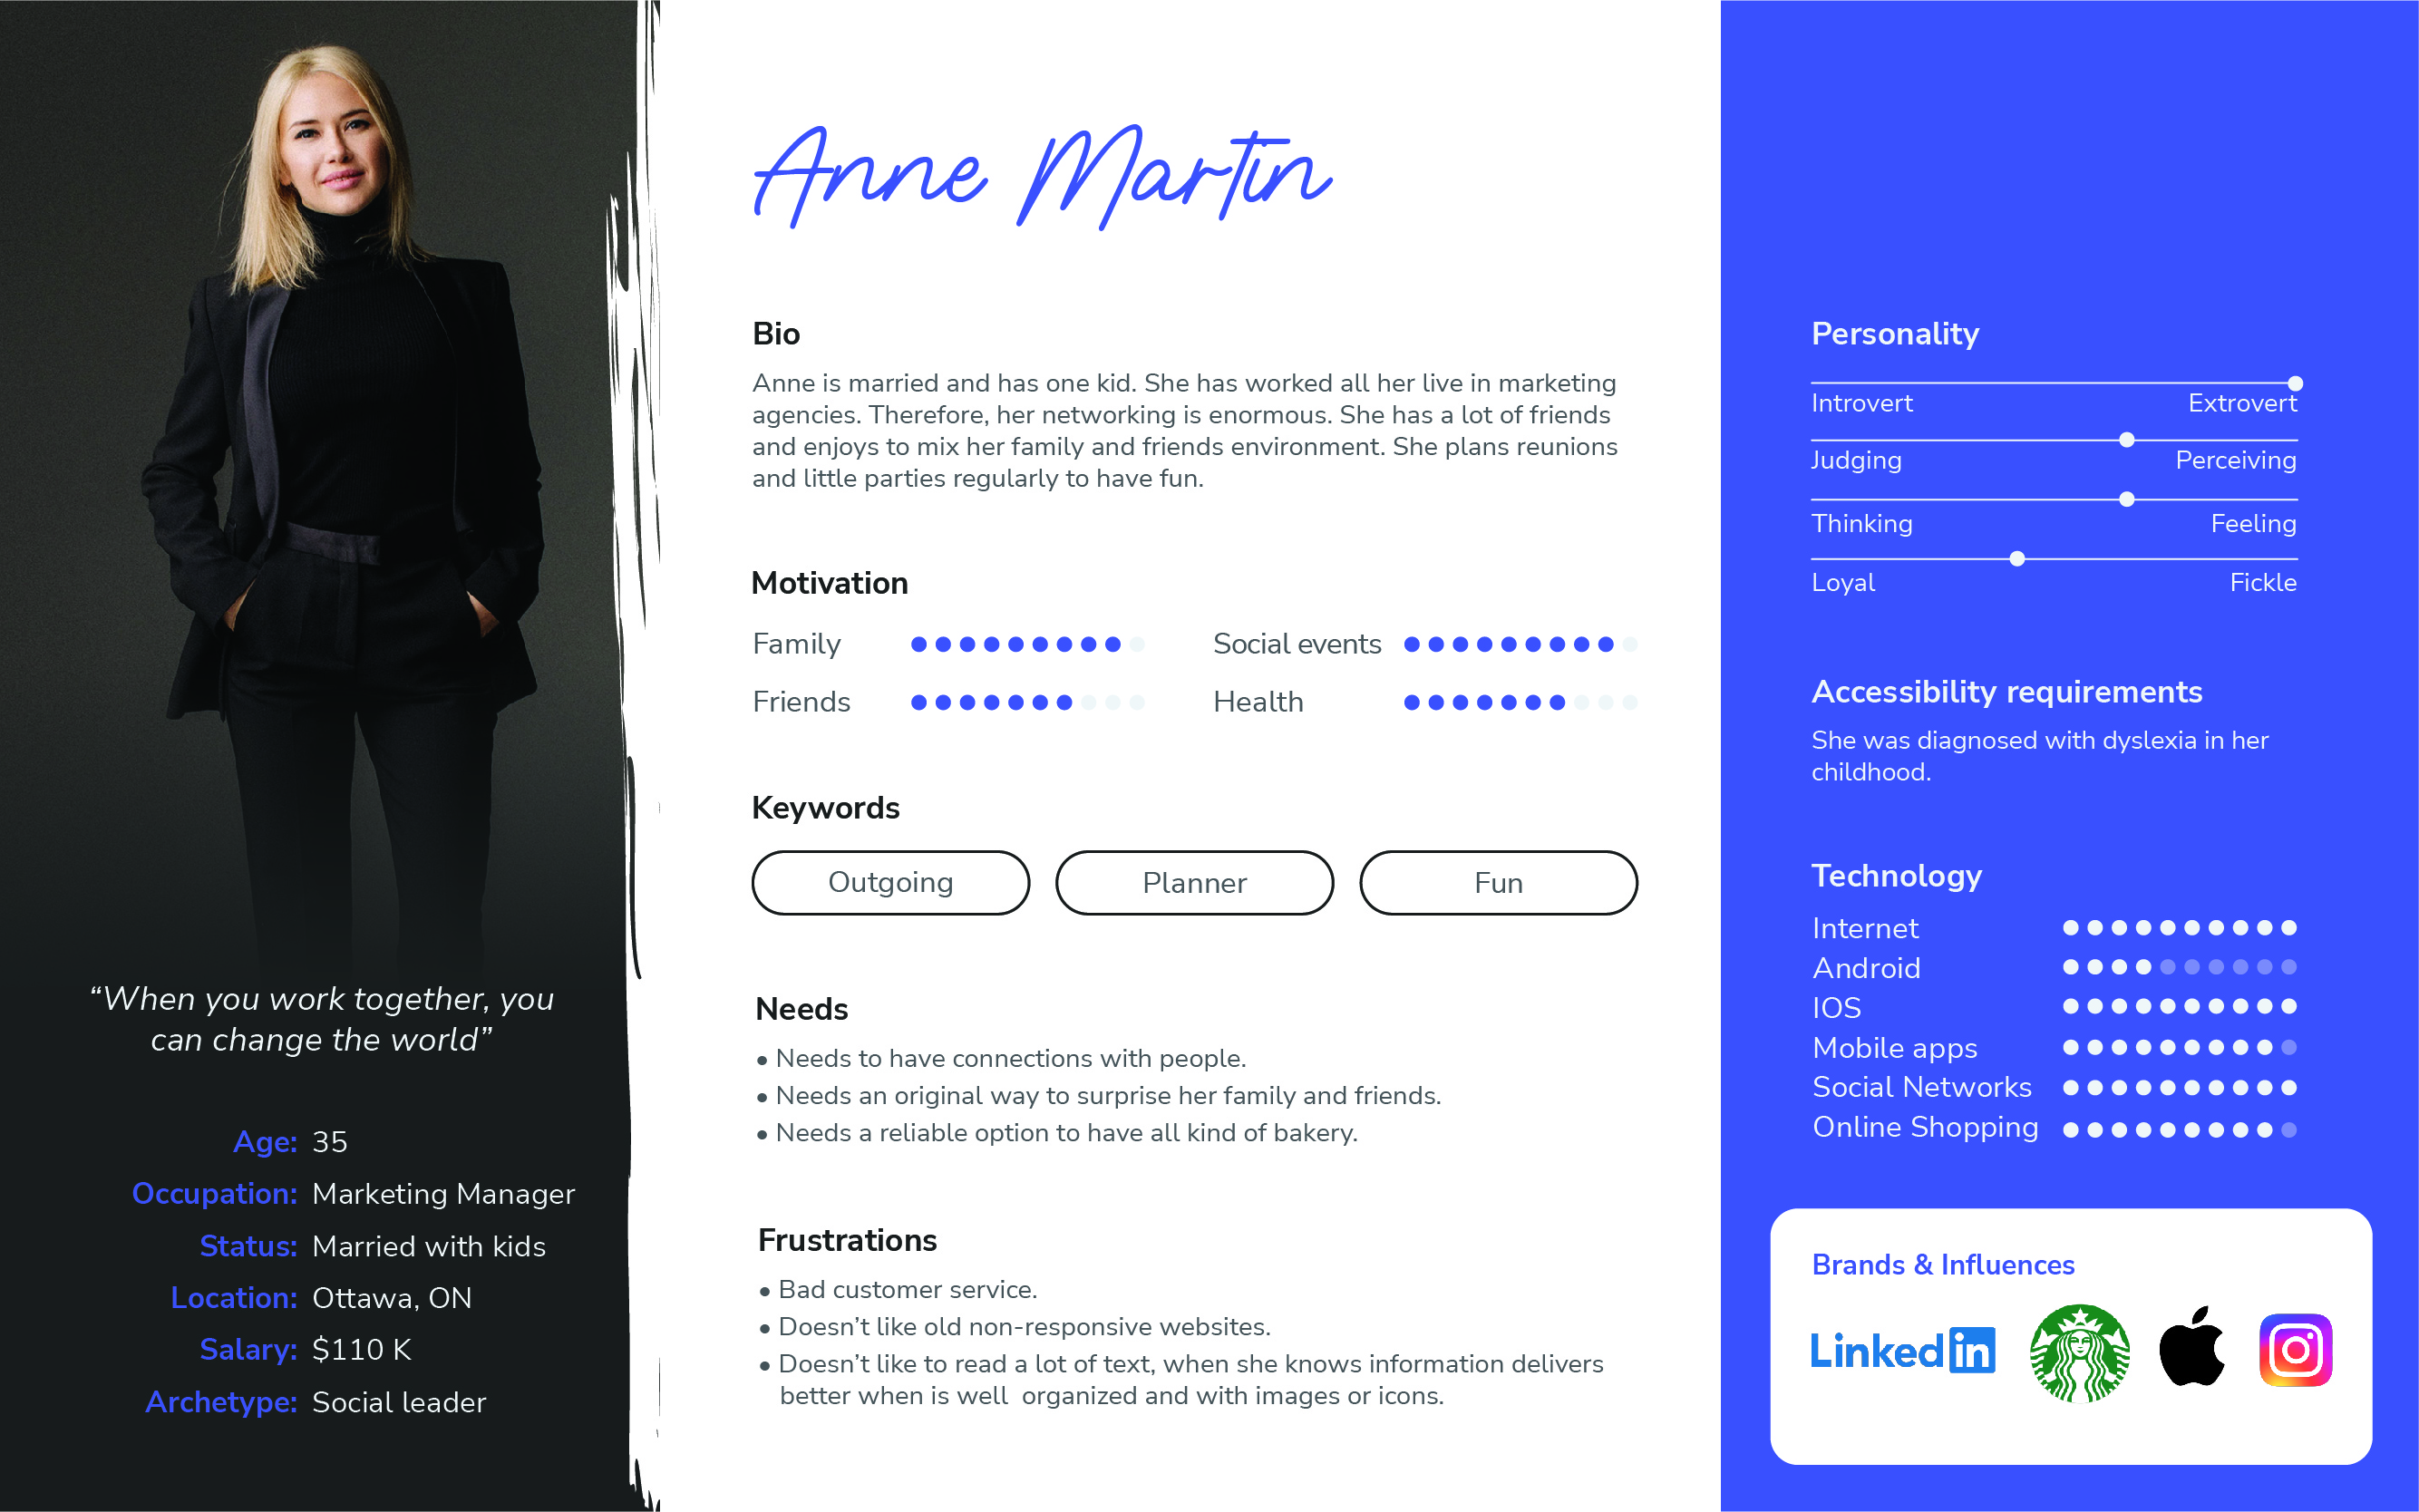 “When you work together, you
can change the world”
Age: 35
Occupation: Marketing Manager
Status: Married with kids
Location: Ottawa, ON
Salary: $110 K
Archetype: Social leader
Anne Martin
Bio
Anne is married and has one kid. She has worked all her live in marketing
agencies. Therefore, her networking is enormous. She has a lot of friends
and enjoys to mix her family and friends environment. She plans reunions
and little parties regularly to have fun.
Motivation
Family Social events
Friends Health
Keywords
Outgoing Planner Fun
Needs
• Needs to have connections with people.
• Needs an original way to surprise her family and friends.
• Needs a reliable option to have all kind of bakery.
Frustrations
• Bad customer service.
• Doesn’t like old non-responsive websites.
• Doesn’t like to read a lot of text, when she knows information delivers
better when is well  organized and with images or icons.
Personality
Introvert Extrovert
Judging Perceiving
Thinking Feeling
Loyal Fickle
Accessibility requirements
She was diagnosed with dyslexia in her
childhood.
Technology
Internet
Android
IOS
Mobile apps
Social Networks
Online Shopping
Brands & Influences
Linked in